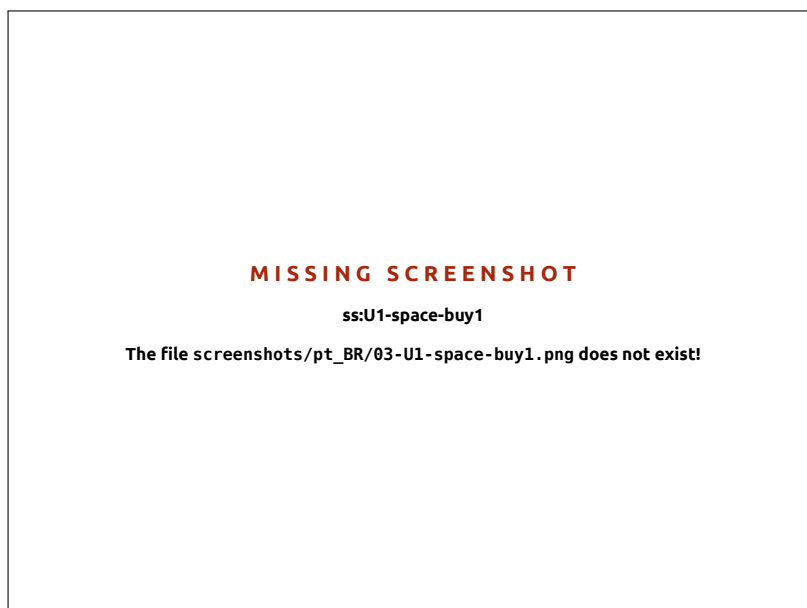 MISSING SCREENSHOT
ss:U1-space-buy1
The file screenshots/pt_BR/03-U1-space-buy1.png does not exist!